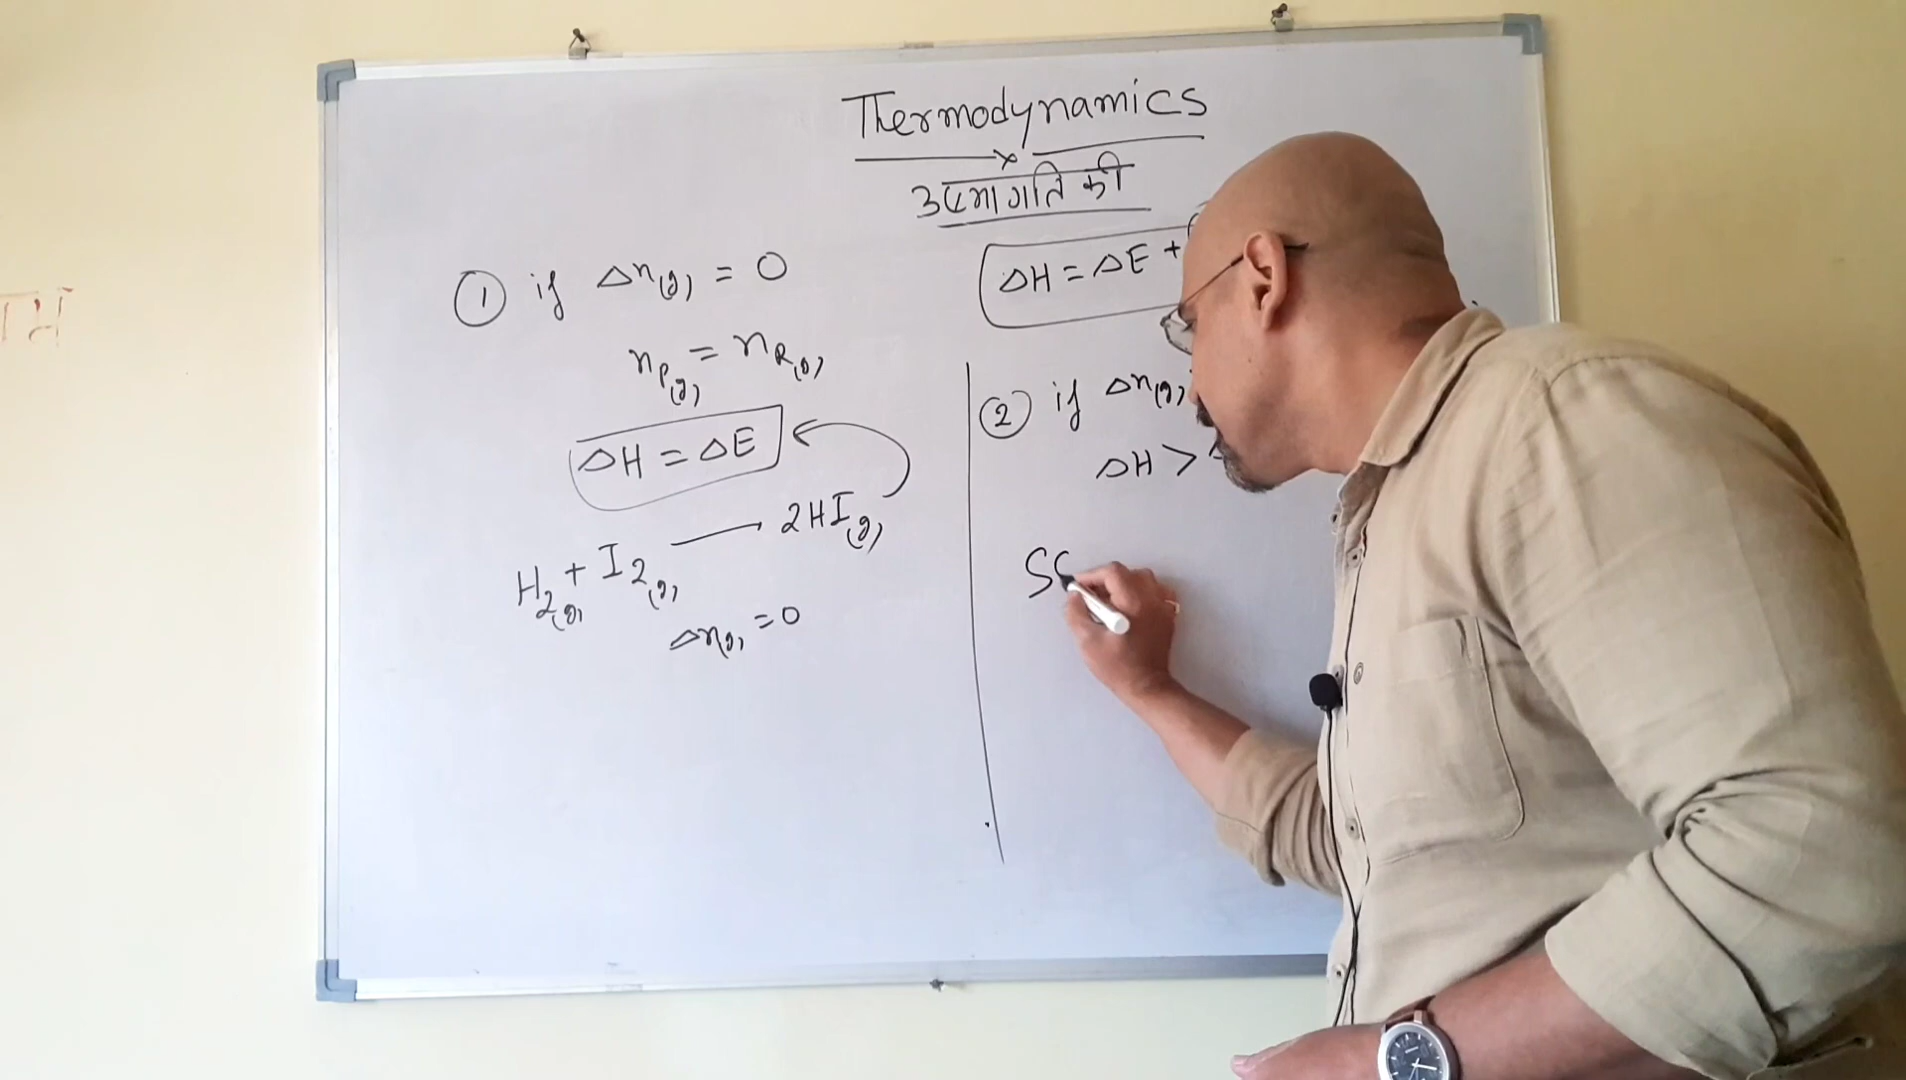 Thermodynamics
उष्मागतिकी
ΔH = ΔE +
① if Δn(g) = 0
nP(g) = nR(g)
ΔH = ΔE
H2(g) + I2(g) → 2HI(g)
Δn(g) = 0
② if Δn(g)
ΔH >